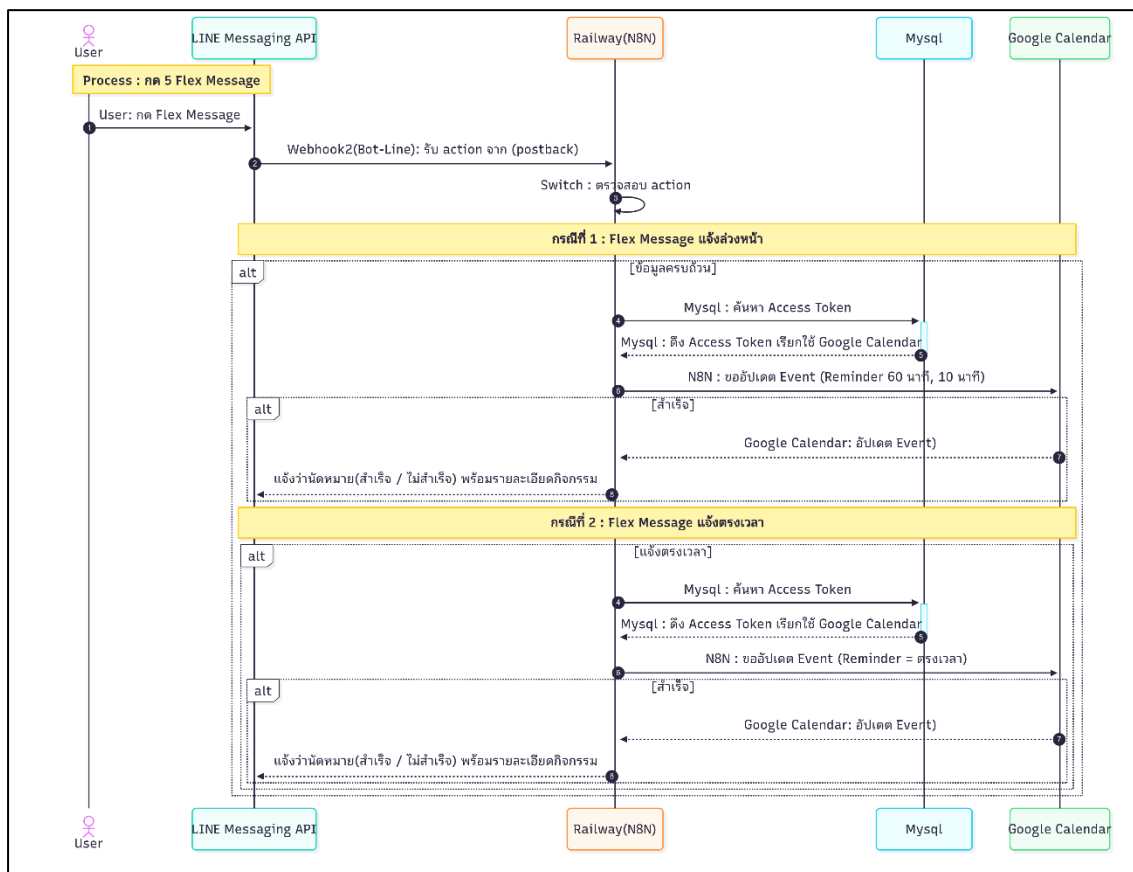 User
LINE Messaging API
Railway(N8N)
Mysql
Google Calendar
Process : กด 5 Flex Message
User: กด Flex Message
1
Webhook2(Bot-Line): รับ action จาก (postback)
2
Switch : ตรวจสอบ action
3
กรณีที่ 1 : Flex Message แจ้งล่วงหน้า
alt
[ข้อมูลครบถ้วน]
Mysql : ค้นหา Access Token
4
Mysql : ดึง Access Token เรียกใช้ Google Calendar
5
N8N : ขออัปเดต Event (Reminder 60 นาที, 10 นาที)
6
alt
[สำเร็จ]
Google Calendar: อัปเดต Event)
7
แจ้งว่านัดหมาย(สำเร็จ / ไม่สำเร็จ) พร้อมรายละเอียดกิจกรรม
8
กรณีที่ 2 : Flex Message แจ้งตรงเวลา
alt
[แจ้งตรงเวลา]
Mysql : ค้นหา Access Token
4
Mysql : ดึง Access Token เรียกใช้ Google Calendar
5
N8N : ขออัปเดต Event (Reminder = ตรงเวลา)
6
alt
[สำเร็จ]
Google Calendar: อัปเดต Event)
7
แจ้งว่านัดหมาย(สำเร็จ / ไม่สำเร็จ) พร้อมรายละเอียดกิจกรรม
8
User
LINE Messaging API
Railway(N8N)
Mysql
Google Calendar